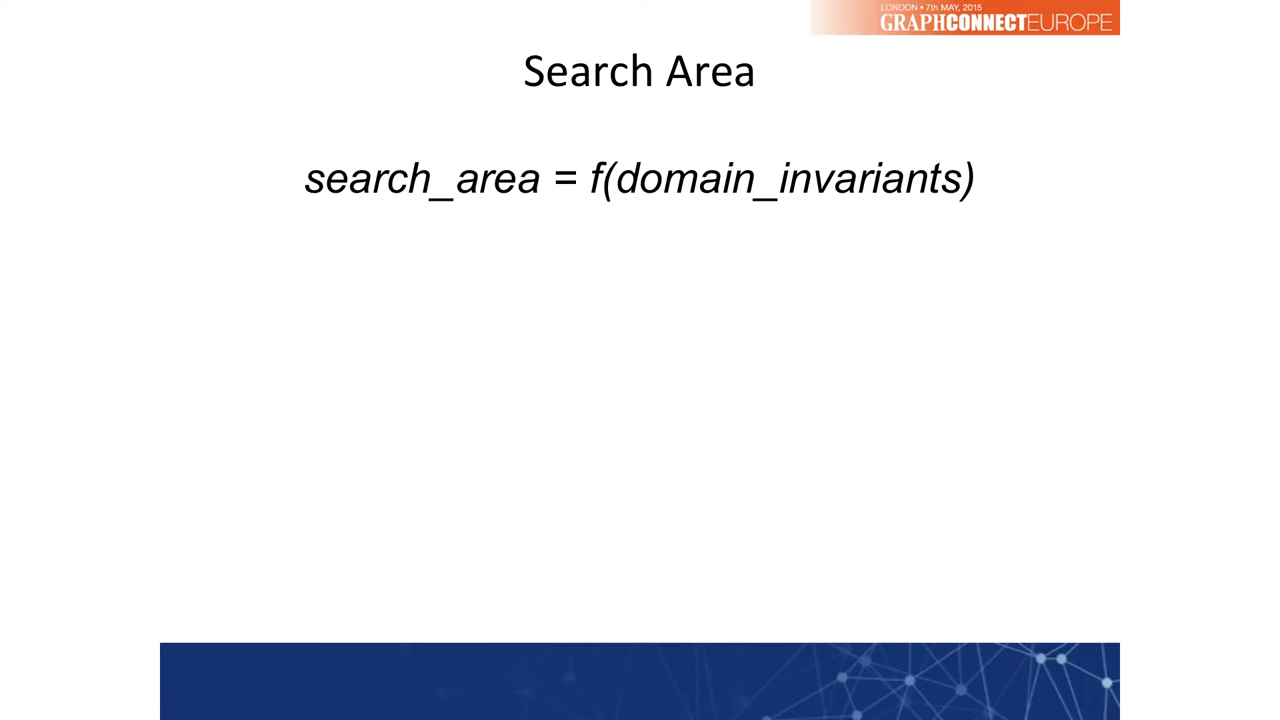 LONDON • 7th MAY, 2015
GRAPHCONNECTEUROPE
Search Area
search_area = f(domain_invariants)